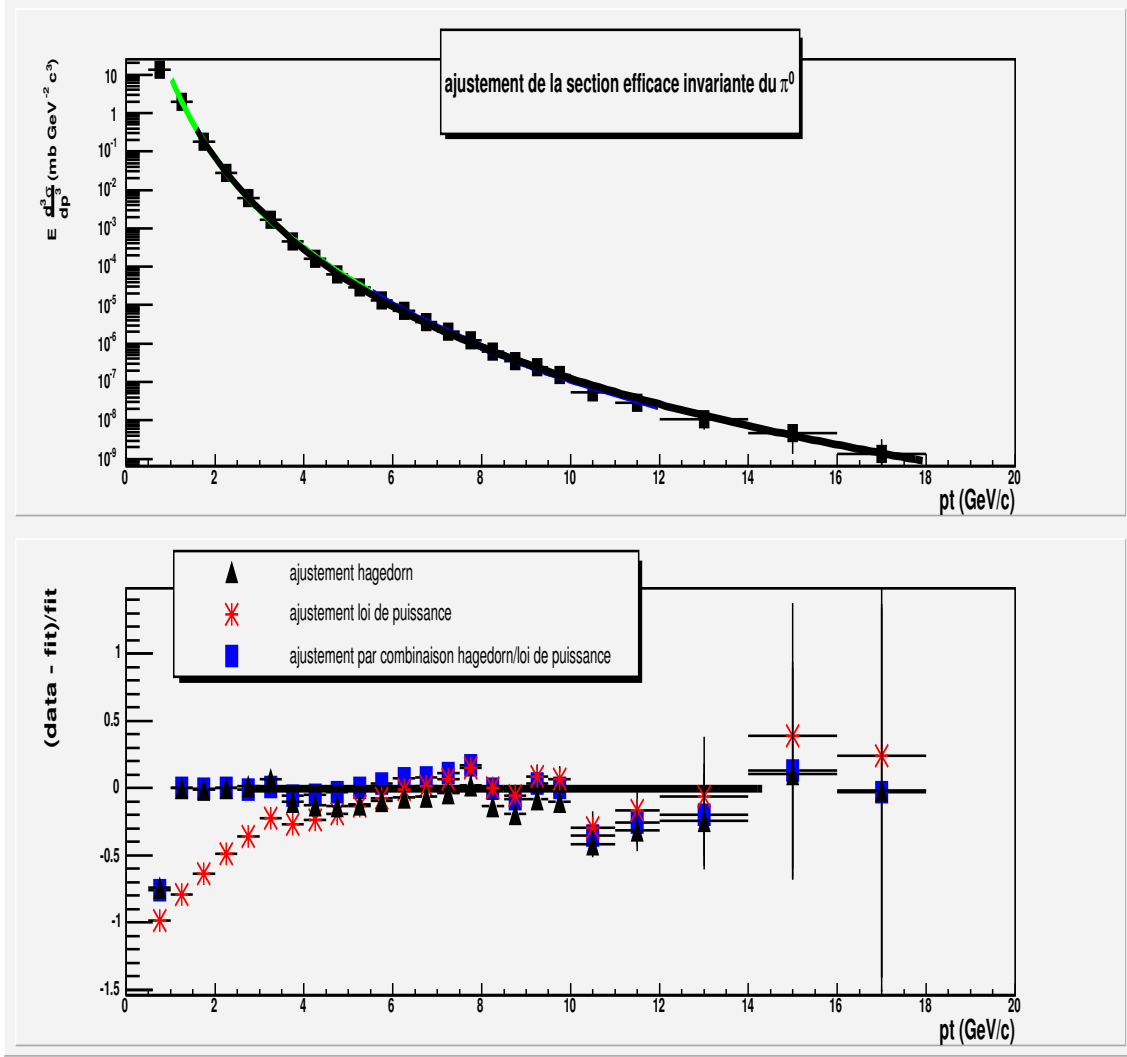 ajustement de la section efficace invariante du π⁰
E d³σ/dp³ (mb GeV⁻² c³)
10
1
10⁻¹
10⁻²
10⁻³
10⁻⁴
10⁻⁵
10⁻⁶
10⁻⁷
10⁻⁸
10⁻⁹
0 2 4 6 8 10 12 14 16 18 20
pt (GeV/c)
ajustement hagedorn
ajustement loi de puissance
ajustement par combinaison hagedorn/loi de puissance
(data - fit)/fit
1
0.5
0
-0.5
-1
-1.5
0 2 4 6 8 10 12 14 16 18 20
pt (GeV/c)